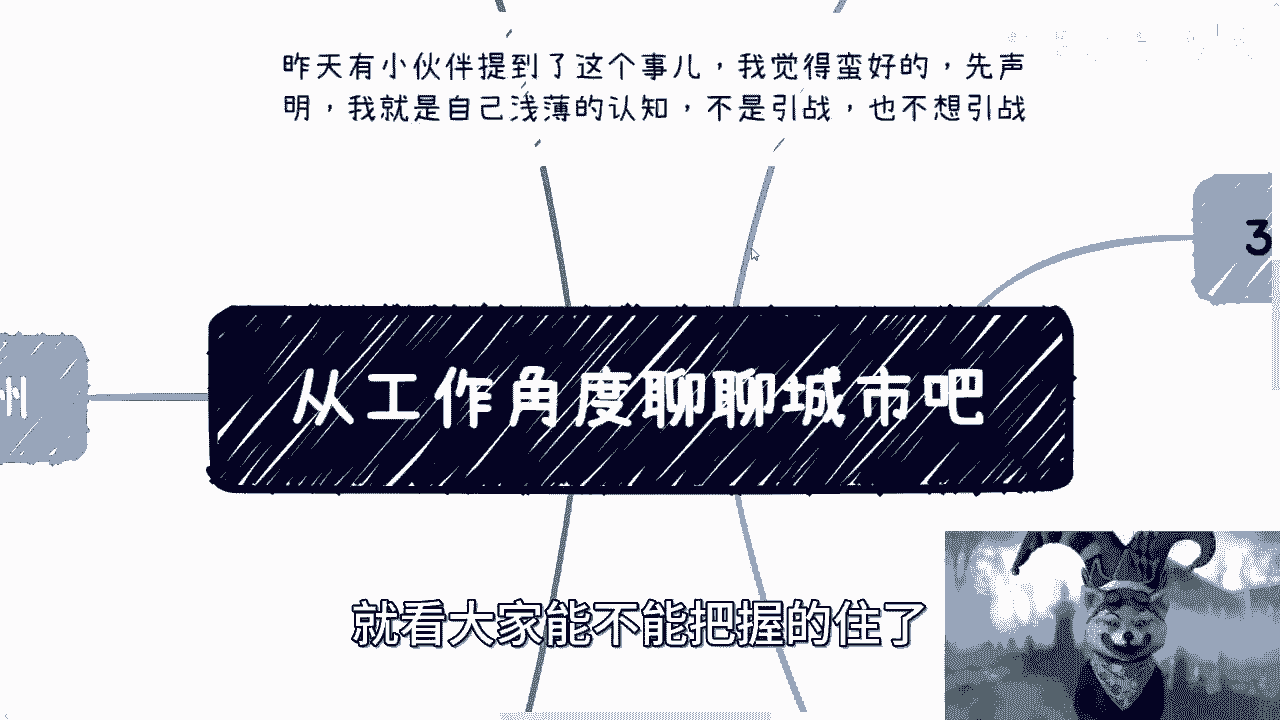 昨天有小伙伴提到了这个事儿，我觉得蛮好的，先声
明，我就是自己浅薄的认知，不是引战，也不想引战
3
州
从工作角度聊聊城市吧
就看大家能不能把握的住了